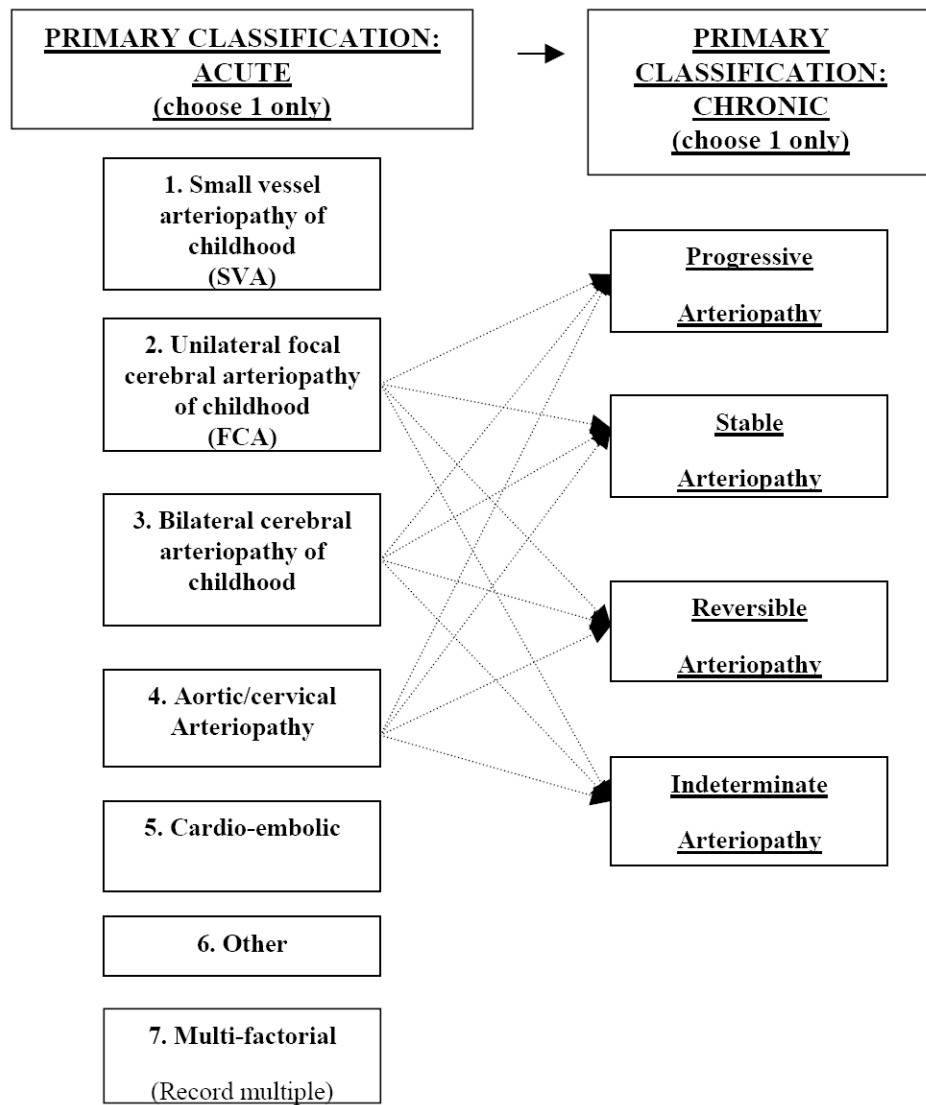 PRIMARY CLASSIFICATION:
ACUTE
(choose 1 only)
PRIMARY
CLASSIFICATION:
CHRONIC
(choose 1 only)
1. Small vessel
arteriopathy of
childhood
(SVA)
2. Unilateral focal
cerebral arteriopathy
of childhood
(FCA)
3. Bilateral cerebral
arteriopathy of
childhood
4. Aortic/cervical
Arteriopathy
5. Cardio-embolic
6. Other
7. Multi-factorial
(Record multiple)
Progressive
Arteriopathy
Stable
Arteriopathy
Reversible
Arteriopathy
Indeterminate
Arteriopathy